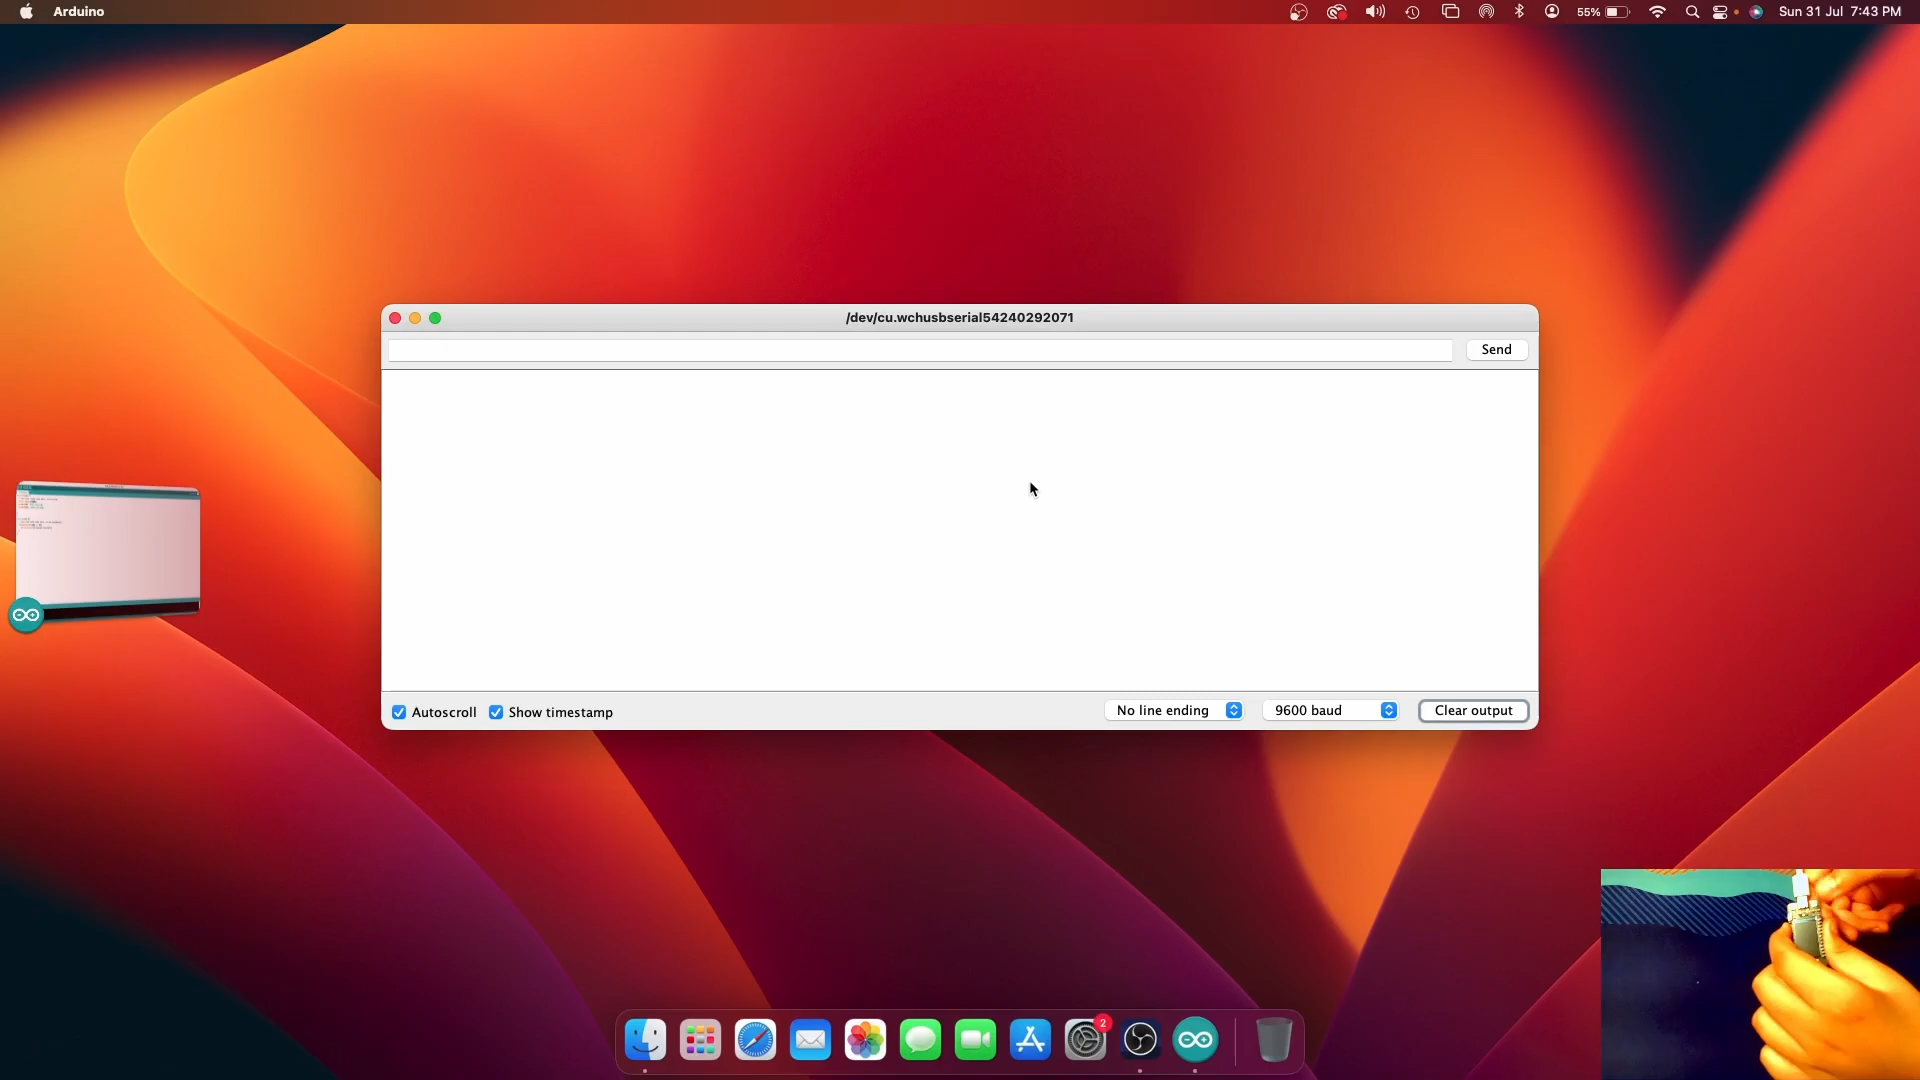 Arduino
55%
Sun 31 Jul 7:43 PM
/dev/cu.wchusbserial54240292071
Send
Autoscroll
Show timestamp
No line ending
9600 baud
Clear output
2